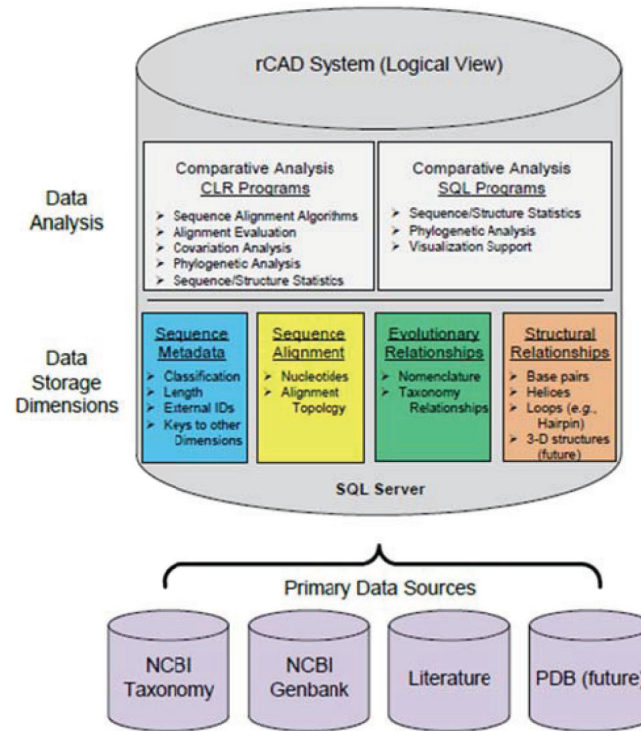 rCAD System (Logical View)
Data
Analysis
Comparative Analysis
CLR Programs
➢ Sequence Alignment Algorithms
➢ Alignment Evaluation
➢ Covariation Analysis
➢ Phylogenetic Analysis
➢ Sequence/Structure Statistics
Comparative Analysis
SQL Programs
➢ Sequence/Structure Statistics
➢ Phylogenetic Analysis
➢ Visualization Support
Data
Storage
Dimensions
Sequence
Metadata
➢ Classification
➢ Length
➢ External IDs
➢ Keys to other
Dimensions
Sequence
Alignment
➢ Nucleotides
➢ Alignment
Topology
Evolutionary
Relationships
➢ Nomenclature
➢ Taxonomy
Relationships
Structural
Relationships
➢ Base pairs
➢ Helices
➢ Loops (e.g.,
Hairpin)
➢ 3-D structures
(future)
SQL Server
Primary Data Sources
NCBI
Taxonomy
NCBI
Genbank
Literature
PDB (future)